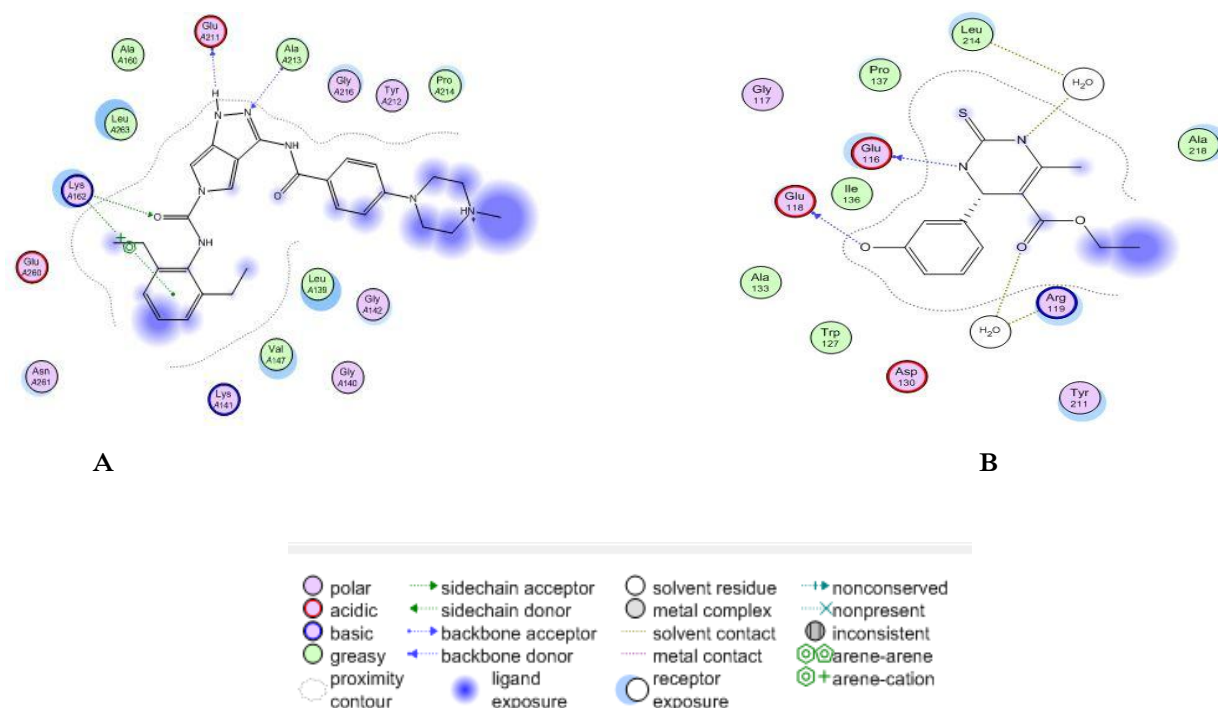 Glu
A211
Ala
A160
Ala
A213
Gly
A216
Tyr
A212
Pro
A214
Leu
A263
H
N
N
NH
O
N
Lys
A162
O
N
NH
N
HN
+
Glu
A260
Leu
A139
Gly
A142
Val
A147
Asn
A261
Lys
A141
Gly
A140
A
Leu
214
H₂O
Pro
137
Gly
117
S
N
Ala
218
Glu
116
N
Ile
136
Glu
118
O
O
O
Ala
133
Arg
119
H₂O
Trp
127
Asp
130
Tyr
211
B
polar
acidic
basic
greasy
proximity
contour
sidechain acceptor
sidechain donor
backbone acceptor
backbone donor
ligand
exposure
solvent residue
metal complex
solvent contact
metal contact
receptor
exposure
nonconserved
nonpresent
inconsistent
arene-arene
+ arene-cation